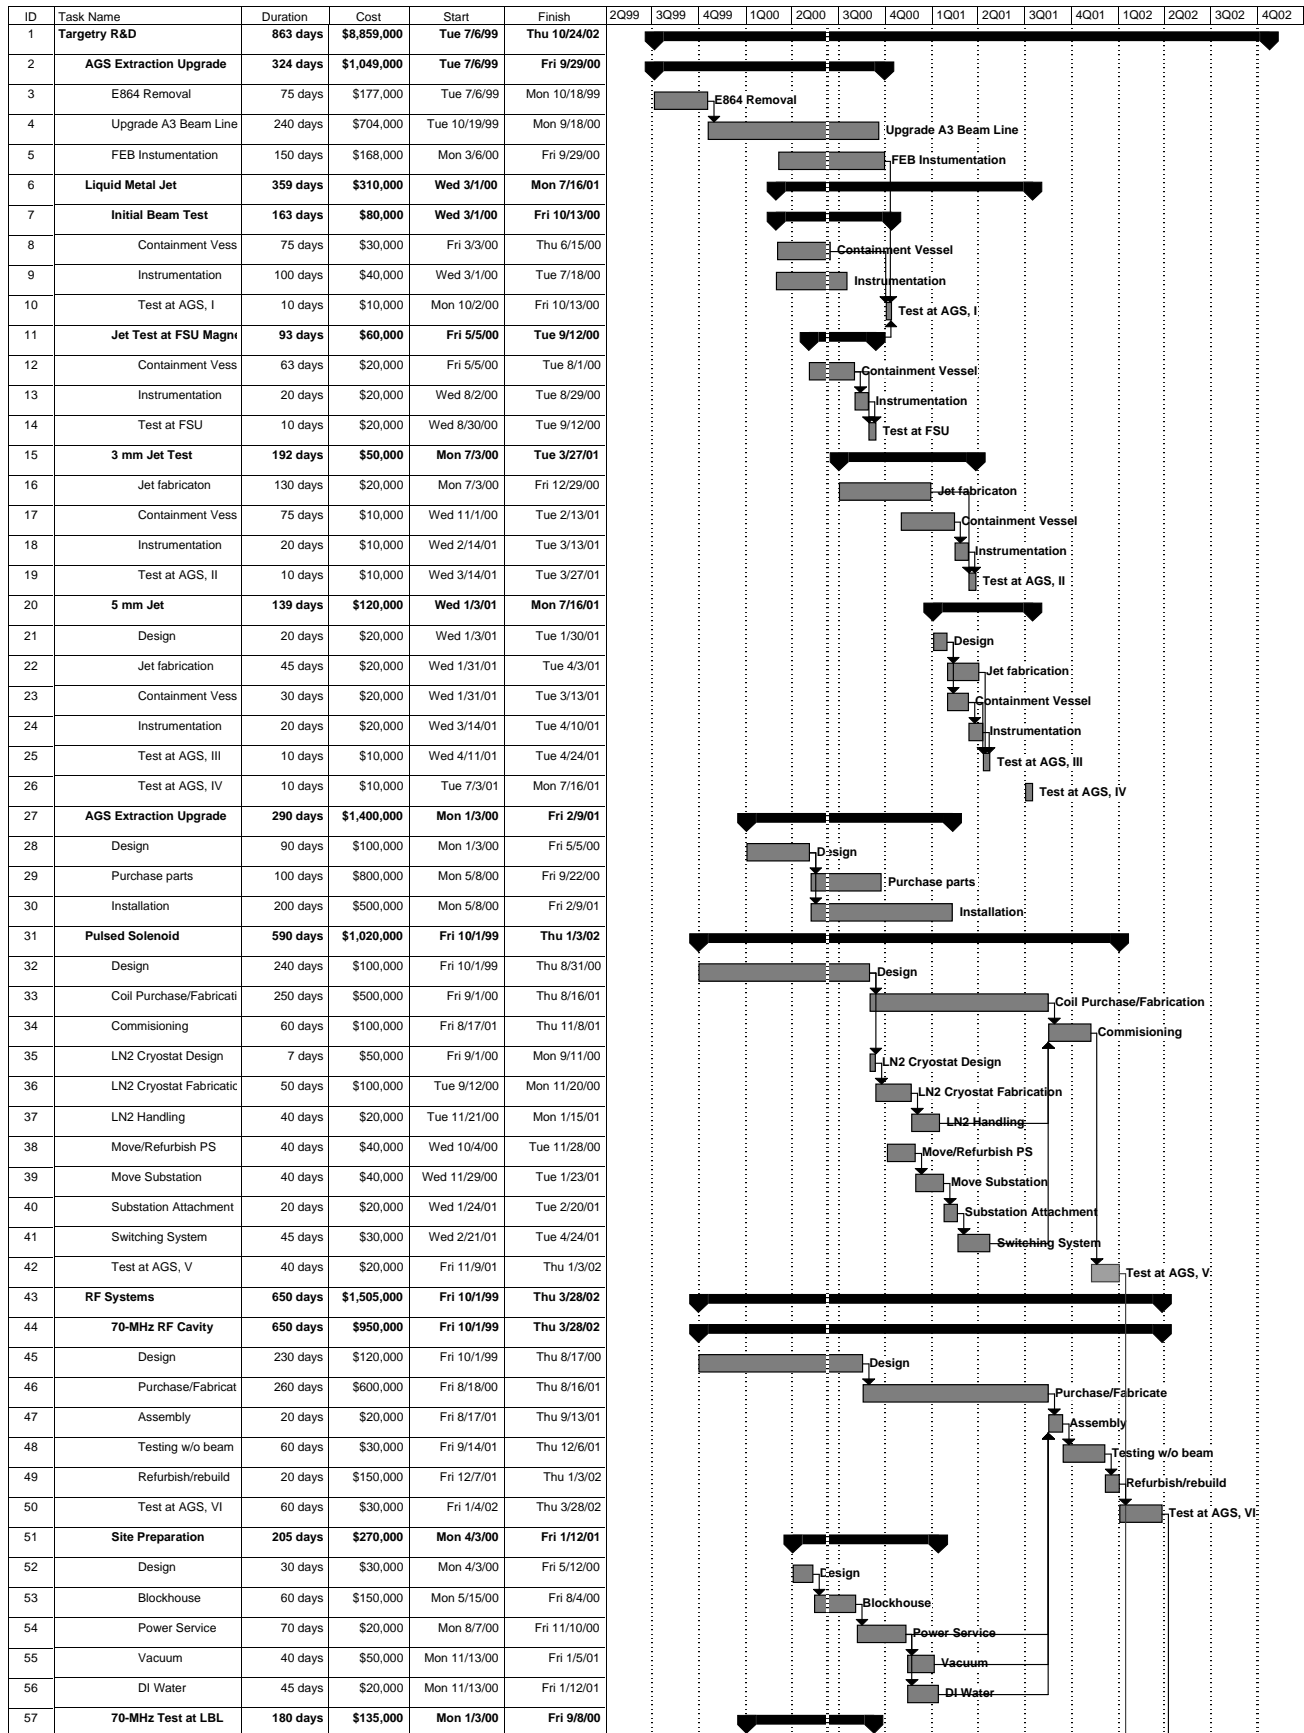 ID Task Name Duration Cost Start Finish 2Q99 3Q99 4Q99 1Q00 2Q00 3Q00 4Q00 1Q01 2Q01 3Q01 4Q01 1Q02 2Q02 3Q02 4Q02
1 Targetry R&D 863 days $8,859,000 Tue 7/6/99 Thu 10/24/02
2 AGS Extraction Upgrade 324 days $1,049,000 Tue 7/6/99 Fri 9/29/00
3 E864 Removal 75 days $177,000 Tue 7/6/99 Mon 10/18/99 E864 Removal
4 Upgrade A3 Beam Line 240 days $704,000 Tue 10/19/99 Mon 9/18/00 Upgrade A3 Beam Line
5 FEB Instumentation 150 days $168,000 Mon 3/6/00 Fri 9/29/00 FEB Instumentation
6 Liquid Metal Jet 359 days $310,000 Wed 3/1/00 Mon 7/16/01
7 Initial Beam Test 163 days $80,000 Wed 3/1/00 Fri 10/13/00
8 Containment Vess 75 days $30,000 Fri 3/3/00 Thu 6/15/00 Containment Vessel
9 Instrumentation 100 days $40,000 Wed 3/1/00 Tue 7/18/00 Instrumentation
10 Test at AGS, I 10 days $10,000 Mon 10/2/00 Fri 10/13/00 Test at AGS, I
11 Jet Test at FSU Magne 93 days $60,000 Fri 5/5/00 Tue 9/12/00
12 Containment Vess 63 days $20,000 Fri 5/5/00 Tue 8/1/00 Containment Vessel
13 Instrumentation 20 days $20,000 Wed 8/2/00 Tue 8/29/00 Instrumentation
14 Test at FSU 10 days $20,000 Wed 8/30/00 Tue 9/12/00 Test at FSU
15 3 mm Jet Test 192 days $50,000 Mon 7/3/00 Tue 3/27/01
16 Jet fabricaton 130 days $20,000 Mon 7/3/00 Fri 12/29/00 Jet fabricaton
17 Containment Vess 75 days $10,000 Wed 11/1/00 Tue 2/13/01 Containment Vessel
18 Instrumentation 20 days $10,000 Wed 2/14/01 Tue 3/13/01 Instrumentation
19 Test at AGS, II 10 days $10,000 Wed 3/14/01 Tue 3/27/01 Test at AGS, II
20 5 mm Jet 139 days $120,000 Wed 1/3/01 Mon 7/16/01
21 Design 20 days $20,000 Wed 1/3/01 Tue 1/30/01 Design
22 Jet fabrication 45 days $20,000 Wed 1/31/01 Tue 4/3/01 Jet fabrication
23 Containment Vess 30 days $20,000 Wed 1/31/01 Tue 3/13/01 Containment Vessel
24 Instrumentation 20 days $20,000 Wed 3/14/01 Tue 4/10/01 Instrumentation
25 Test at AGS, III 10 days $10,000 Wed 4/11/01 Tue 4/24/01 Test at AGS, III
26 Test at AGS, IV 10 days $10,000 Tue 7/3/01 Mon 7/16/01 Test at AGS, IV
27 AGS Extraction Upgrade 290 days $1,400,000 Mon 1/3/00 Fri 2/9/01
28 Design 90 days $100,000 Mon 1/3/00 Fri 5/5/00 Design
29 Purchase parts 100 days $800,000 Mon 5/8/00 Fri 9/22/00 Purchase parts
30 Installation 200 days $500,000 Mon 5/8/00 Fri 2/9/01 Installation
31 Pulsed Solenoid 590 days $1,020,000 Fri 10/1/99 Thu 1/3/02
32 Design 240 days $100,000 Fri 10/1/99 Thu 8/31/00 Design
33 Coil Purchase/Fabricati 250 days $500,000 Fri 9/1/00 Thu 8/16/01 Coil Purchase/Fabrication
34 Commisioning 60 days $100,000 Fri 8/17/01 Thu 11/8/01 Commisioning
35 LN2 Cryostat Design 7 days $50,000 Fri 9/1/00 Mon 9/11/00 LN2 Cryostat Design
36 LN2 Cryostat Fabricatic 50 days $100,000 Tue 9/12/00 Mon 11/20/00 LN2 Cryostat Fabrication
37 LN2 Handling 40 days $20,000 Tue 11/21/00 Mon 1/15/01 LN2 Handling
38 Move/Refurbish PS 40 days $40,000 Wed 10/4/00 Tue 11/28/00 Move/Refurbish PS
39 Move Substation 40 days $40,000 Wed 11/29/00 Tue 1/23/01 Move Substation
40 Substation Attachment 20 days $20,000 Wed 1/24/01 Tue 2/20/01 Substation Attachment
41 Switching System 45 days $30,000 Wed 2/21/01 Tue 4/24/01 Switching System
42 Test at AGS, V 40 days $20,000 Fri 11/9/01 Thu 1/3/02 Test at AGS, V
43 RF Systems 650 days $1,505,000 Fri 10/1/99 Thu 3/28/02
44 70-MHz RF Cavity 650 days $950,000 Fri 10/1/99 Thu 3/28/02
45 Design 230 days $120,000 Fri 10/1/99 Thu 8/17/00 Design
46 Purchase/Fabricat 260 days $600,000 Fri 8/18/00 Thu 8/16/01 Purchase/Fabricate
47 Assembly 20 days $20,000 Fri 8/17/01 Thu 9/13/01 Assembly
48 Testing w/o beam 60 days $30,000 Fri 9/14/01 Thu 12/6/01 Testing w/o beam
49 Refurbish/rebuild 20 days $150,000 Fri 12/7/01 Thu 1/3/02 Refurbish/rebuild
50 Test at AGS, VI 60 days $30,000 Fri 1/4/02 Thu 3/28/02 Test at AGS, VI
51 Site Preparation 205 days $270,000 Mon 4/3/00 Fri 1/12/01
52 Design 30 days $30,000 Mon 4/3/00 Fri 5/12/00 Design
53 Blockhouse 60 days $150,000 Mon 5/15/00 Fri 8/4/00 Blockhouse
54 Power Service 70 days $20,000 Mon 8/7/00 Fri 11/10/00 Power Service
55 Vacuum 40 days $50,000 Mon 11/13/00 Fri 1/5/01 Vacuum
56 DI Water 45 days $20,000 Mon 11/13/00 Fri 1/12/01 DI Water
57 70-MHz Test at LBL 180 days $135,000 Mon 1/3/00 Fri 9/8/00